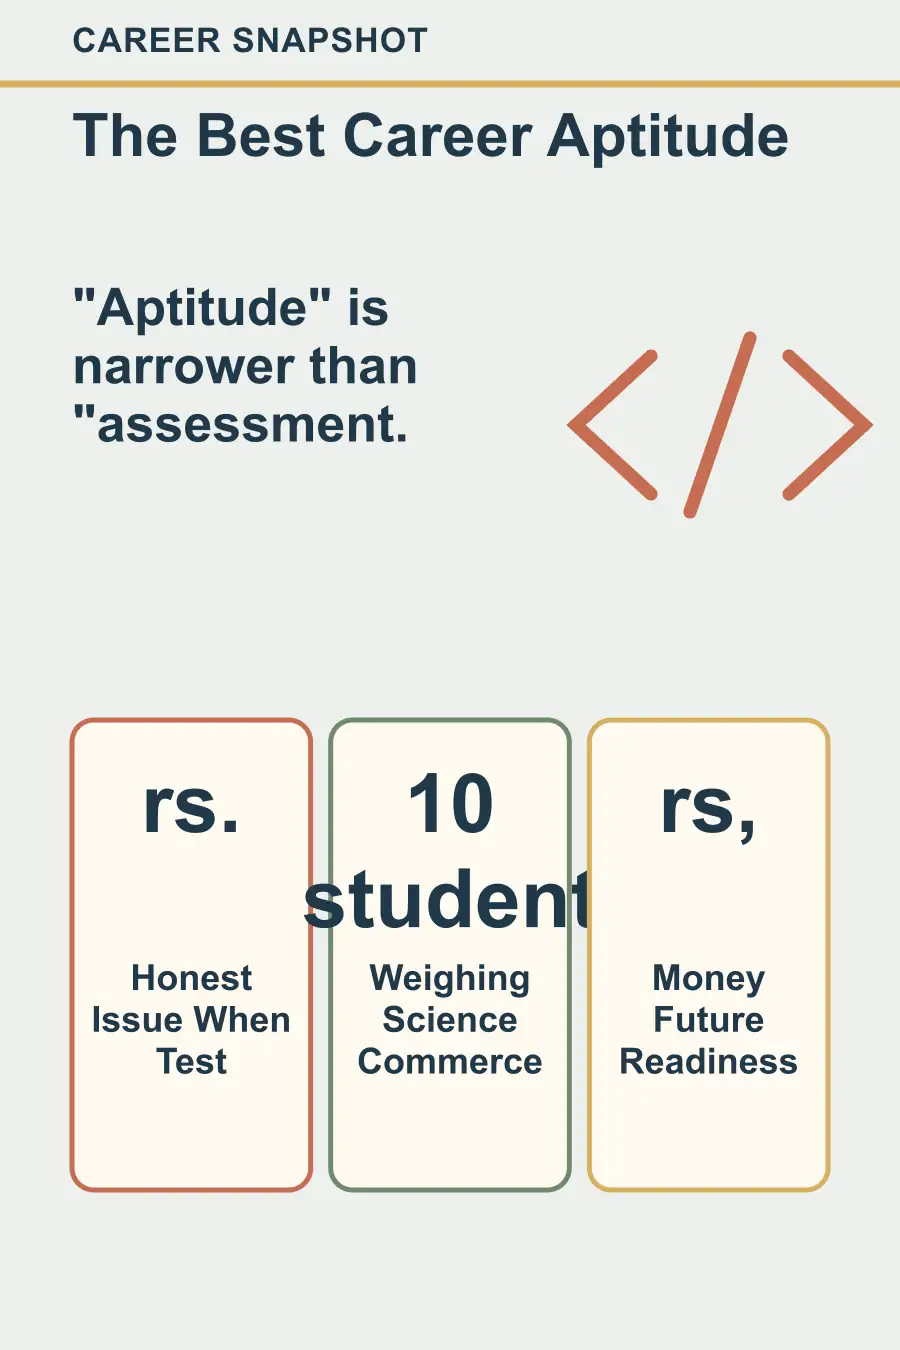 CAREER SNAPSHOT
The Best Career Aptitude
"Aptitude" is
narrower than
"assessment.
rs.
Honest
Issue When
Test
10
student
Weighing
Science
Commerce
rs,
Money
Future
Readiness